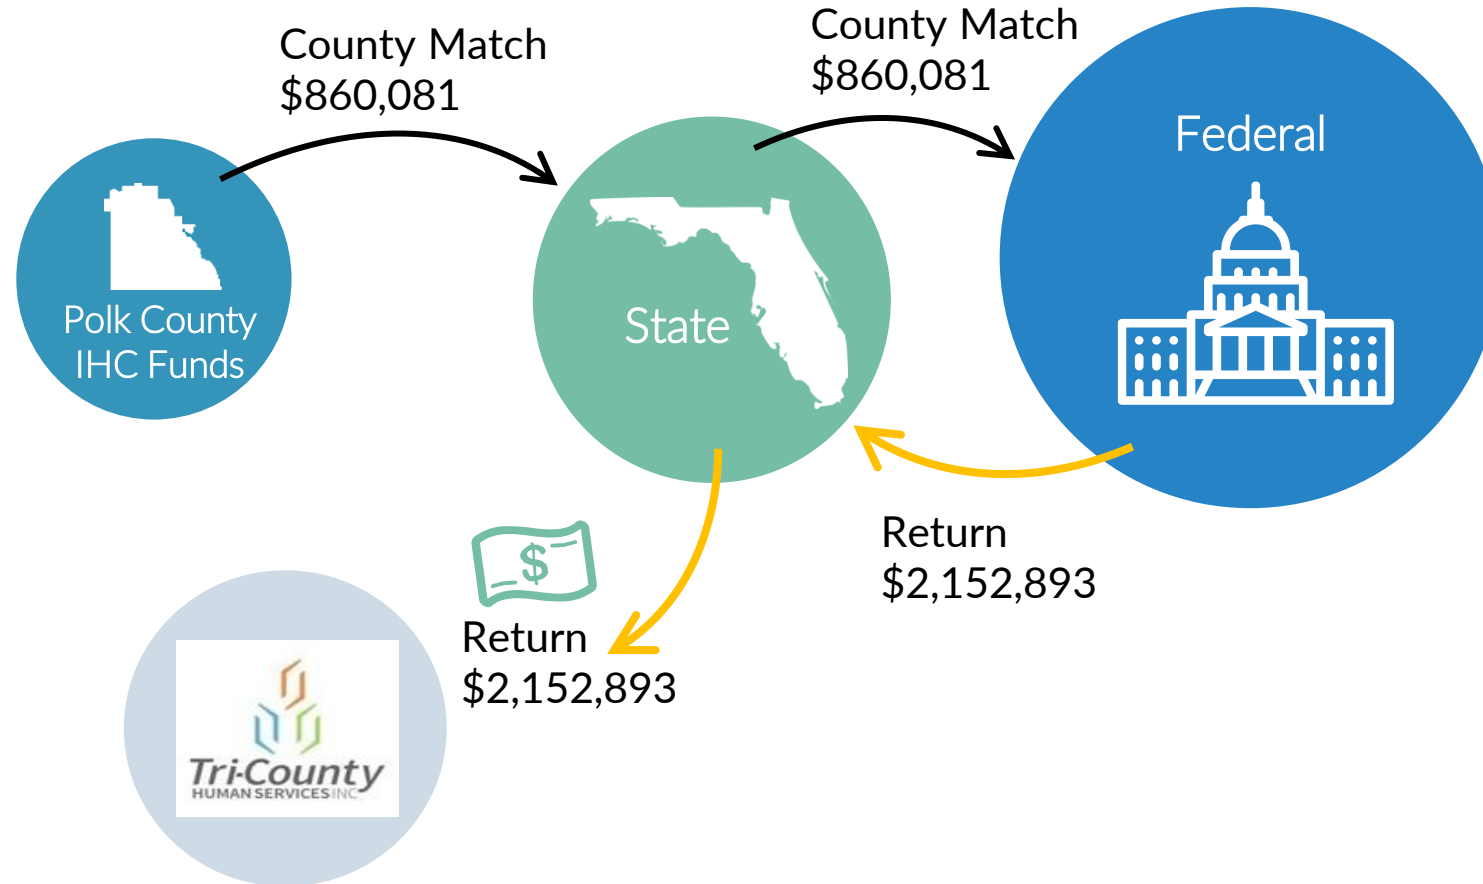 County Match
$860,081
County Match
$860,081
Federal
Polk County
IHC Funds
State
Return
$2,152,893
$
Return
$2,152,893
Tri-County
HUMAN SERVICES INC